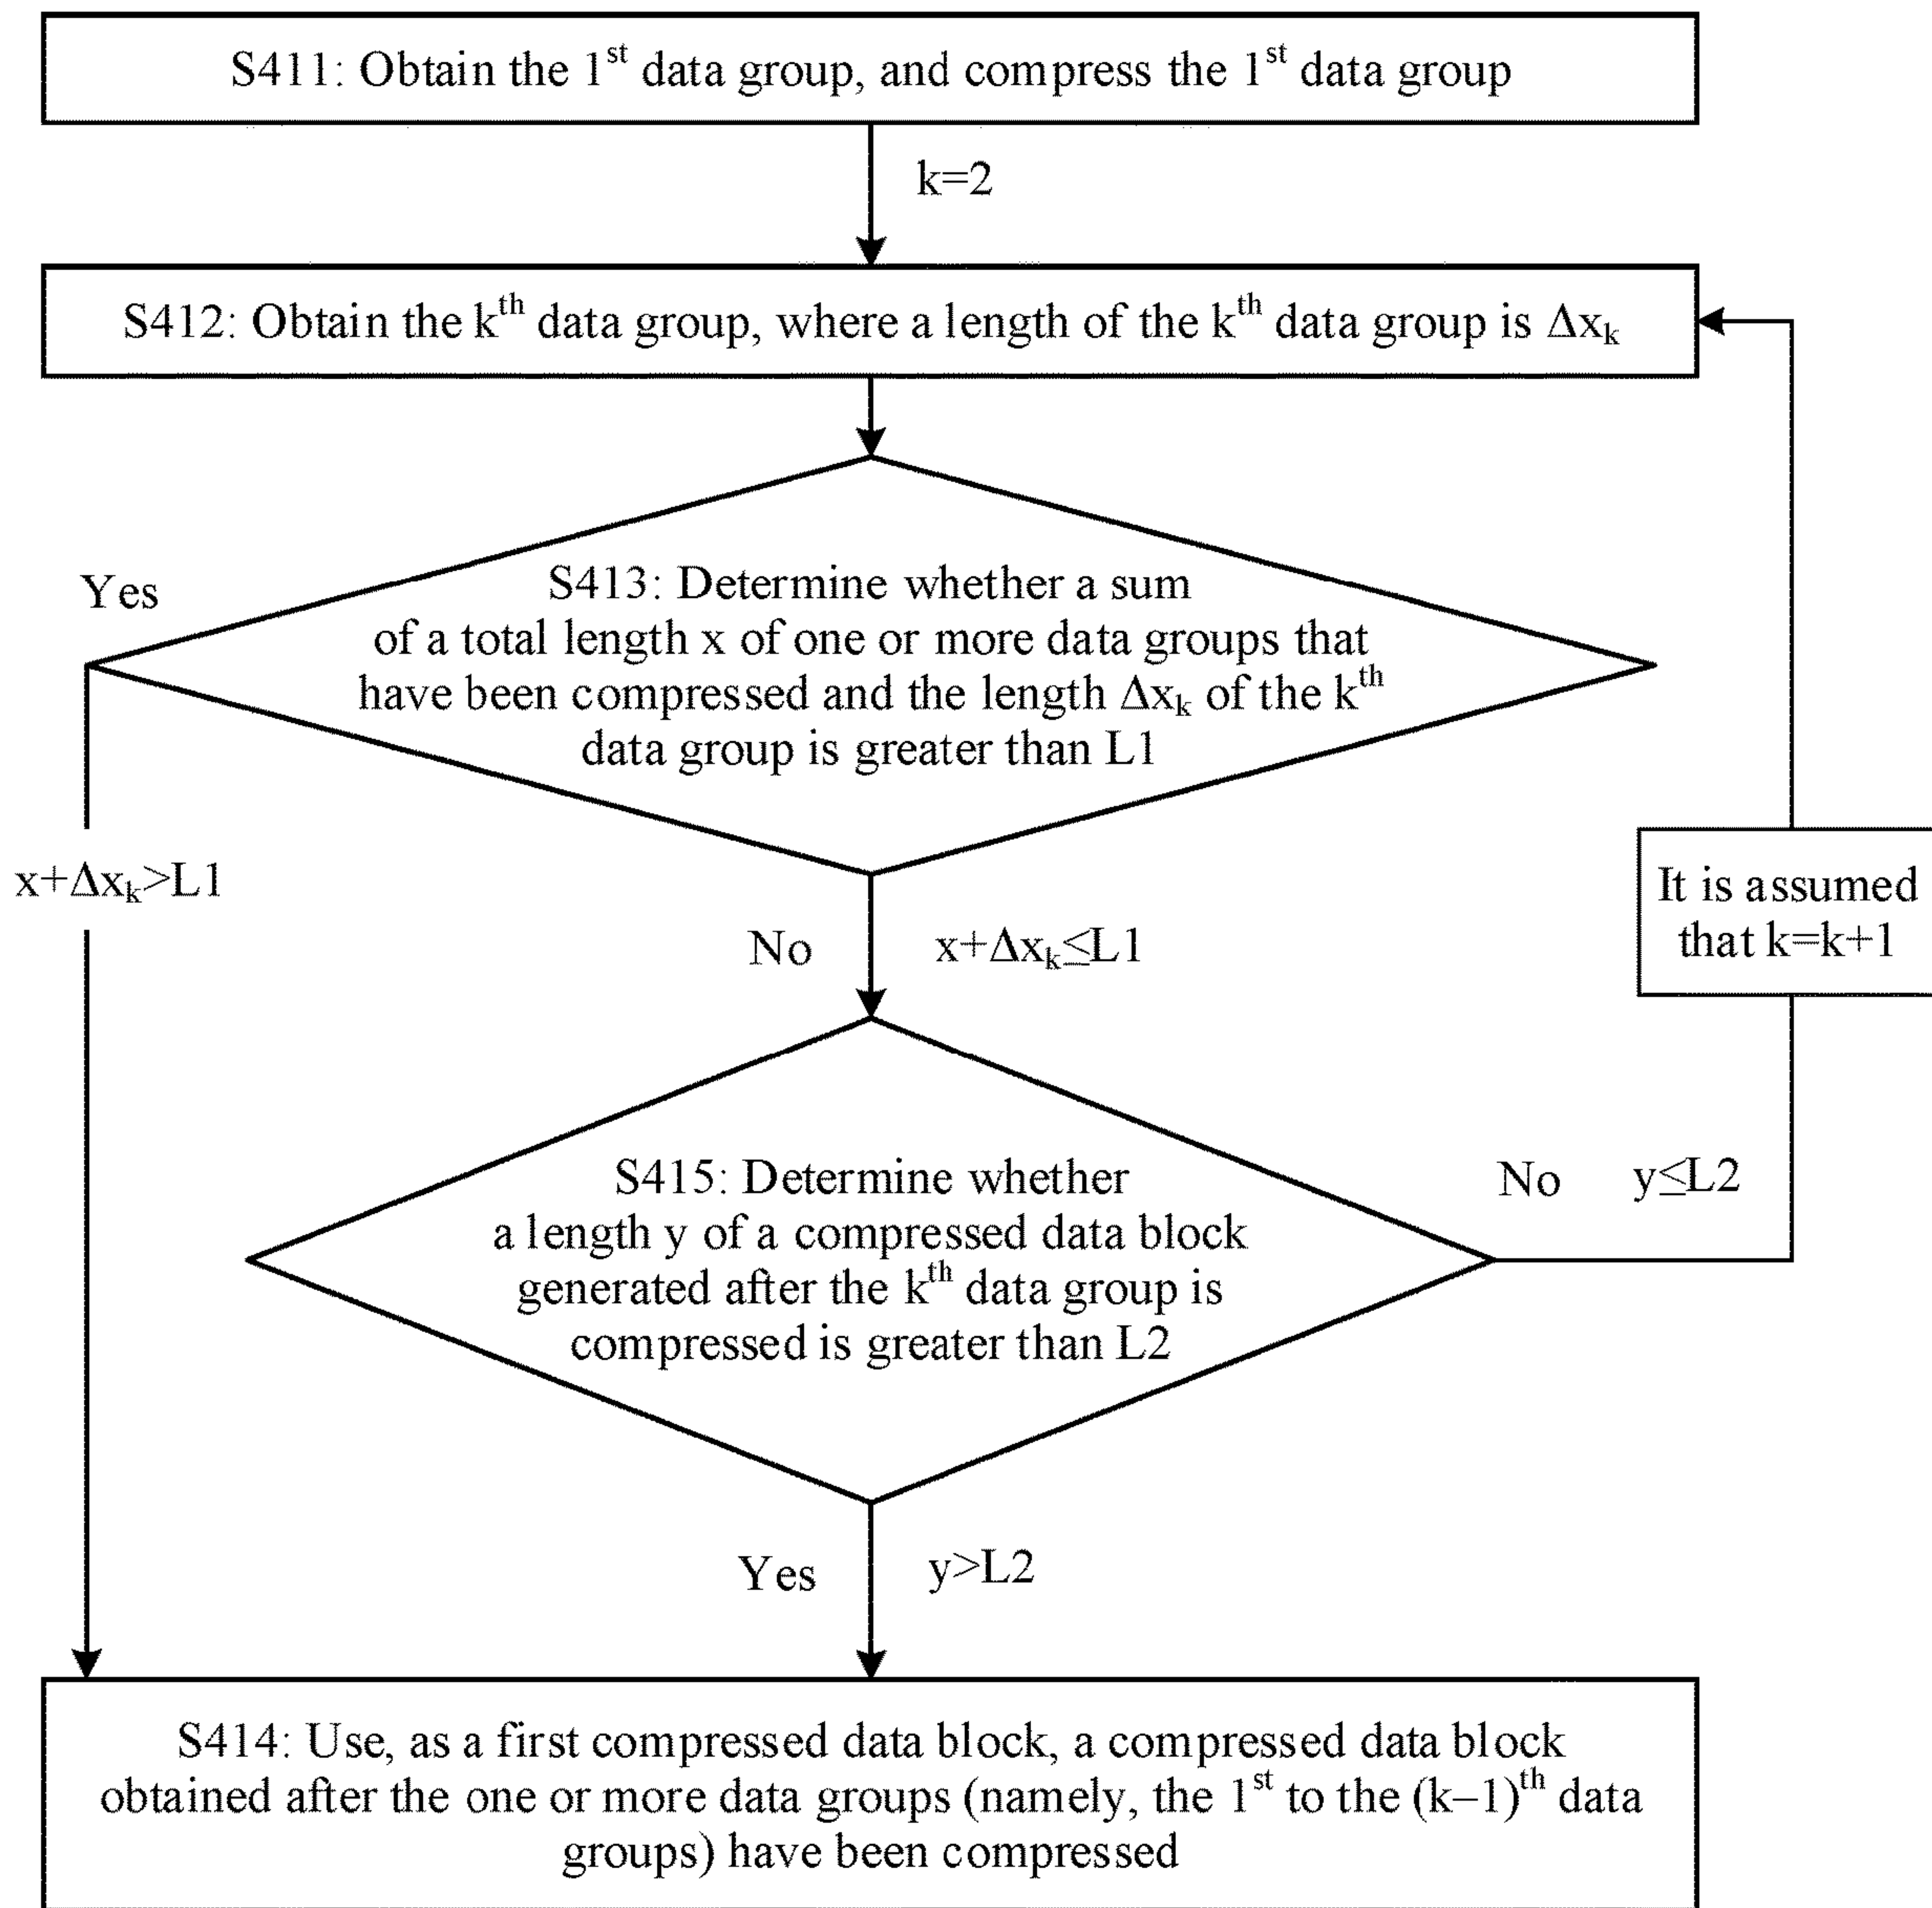 S411: Obtain the 1st data group, and compress the 1st data group
k=2
S412: Obtain the kth data group, where a length of the kth data group is Δxk
Yes
S413: Determine whether a sum
of a total length x of one or more data groups that
have been compressed and the length Δxk of the kth
data group is greater than L1
x+Δxk>L1
No
x+Δxk≤L1
It is assumed
that k=k+1
S415: Determine whether
a length y of a compressed data block
generated after the kth data group is
compressed is greater than L2
No
y≤L2
Yes
y>L2
S414: Use, as a first compressed data block, a compressed data block
obtained after the one or more data groups (namely, the 1st to the (k–1)th data
groups) have been compressed